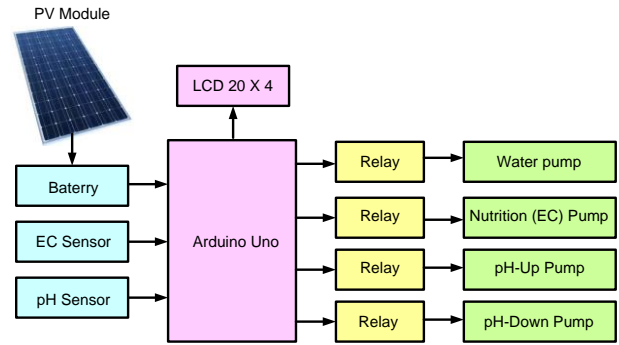 PV Module
LCD 20 X 4
Baterry
EC Sensor
pH Sensor
Arduino Uno
Relay
Water pump
Relay
Nutrition (EC) Pump
Relay
pH-Up Pump
Relay
pH-Down Pump